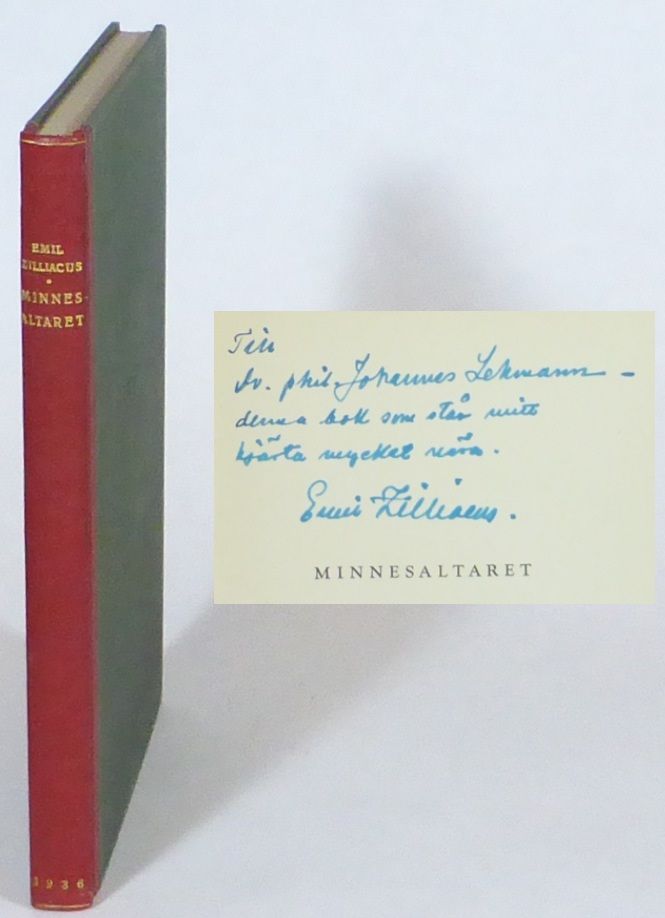 EMIL
ZILLIACUS
•
MINNES-
ALTARET
1936
Till
dr. phil. Johannes Lehmann –
denna bok som står mitt
hjärta mycket nära.
Emil Zilliacus.
MINNESALTARET